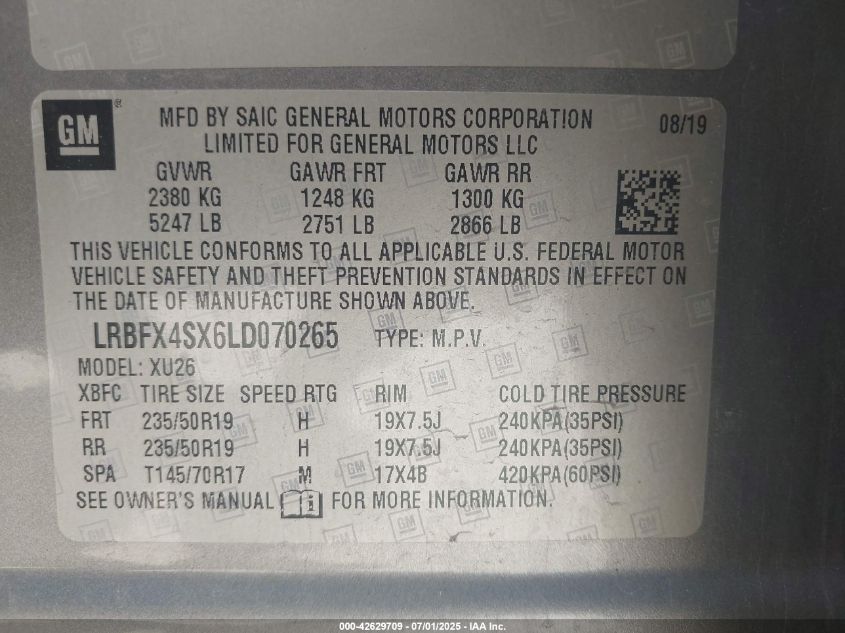 GM ®
MFD BY SAIC GENERAL MOTORS CORPORATION 08/19
LIMITED FOR GENERAL MOTORS LLC
GVWR GAWR FRT GAWR RR
2380 KG 1248 KG 1300 KG
5247 LB 2751 LB 2866 LB
THIS VEHICLE CONFORMS TO ALL APPLICABLE U.S. FEDERAL MOTOR
VEHICLE SAFETY AND THEFT PREVENTION STANDARDS IN EFFECT ON
THE DATE OF MANUFACTURE SHOWN ABOVE.
LRBFX4SX6LD070265 TYPE: M.P.V.
MODEL: XU26
XBFC TIRE SIZE SPEED RTG RIM COLD TIRE PRESSURE
FRT 235/50R19 H 19X7.5J 240KPA(35PSI)
RR 235/50R19 H 19X7.5J 240KPA(35PSI)
SPA T145/70R17 M 17X4B 420KPA(60PSI)
SEE OWNER'S MANUAL FOR MORE INFORMATION.
000-42629709 - 07/01/2025 - IAA Inc.